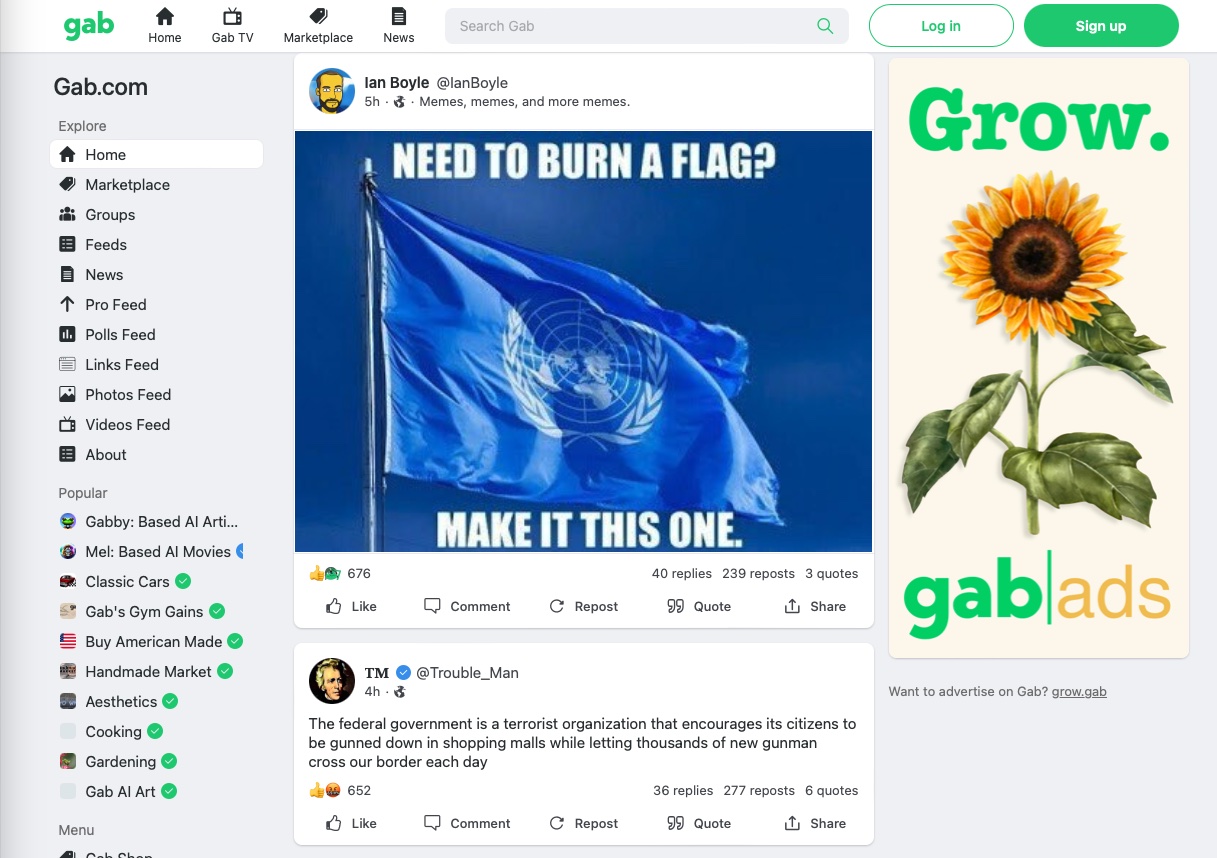 gab
Home
Gab TV
Marketplace
News
Search Gab
Log in
Sign up
Gab.com
Explore
Home
Marketplace
Groups
Feeds
News
Pro Feed
Polls Feed
Links Feed
Photos Feed
Videos Feed
About
Popular
Gabby: Based AI Arti...
Mel: Based AI Movies
Classic Cars
Gab's Gym Gains
Buy American Made
Handmade Market
Aesthetics
Cooking
Gardening
Gab AI Art
Menu
Gab Shop
Ian Boyle @IanBoyle
5h · · Memes, memes, and more memes.
NEED TO BURN A FLAG?
MAKE IT THIS ONE.
676 40 replies 239 reposts 3 quotes
Like Comment Repost Quote Share
TM @Trouble_Man
4h ·
The federal government is a terrorist organization that encourages its citizens to
be gunned down in shopping malls while letting thousands of new gunman
cross our border each day
652 36 replies 277 reposts 6 quotes
Like Comment Repost Quote Share
Grow.
gab|ads
Want to advertise on Gab? grow.gab